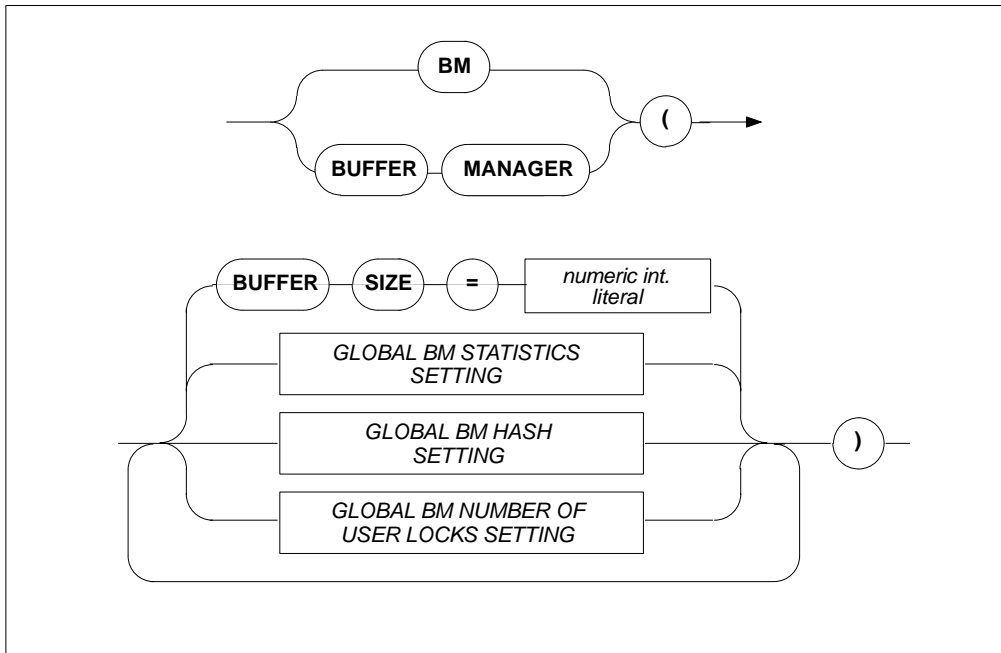 BM
(
BUFFER MANAGER
BUFFER SIZE = numeric int.
literal
GLOBAL BM STATISTICS
SETTING
GLOBAL BM HASH
SETTING
)
GLOBAL BM NUMBER OF
USER LOCKS SETTING